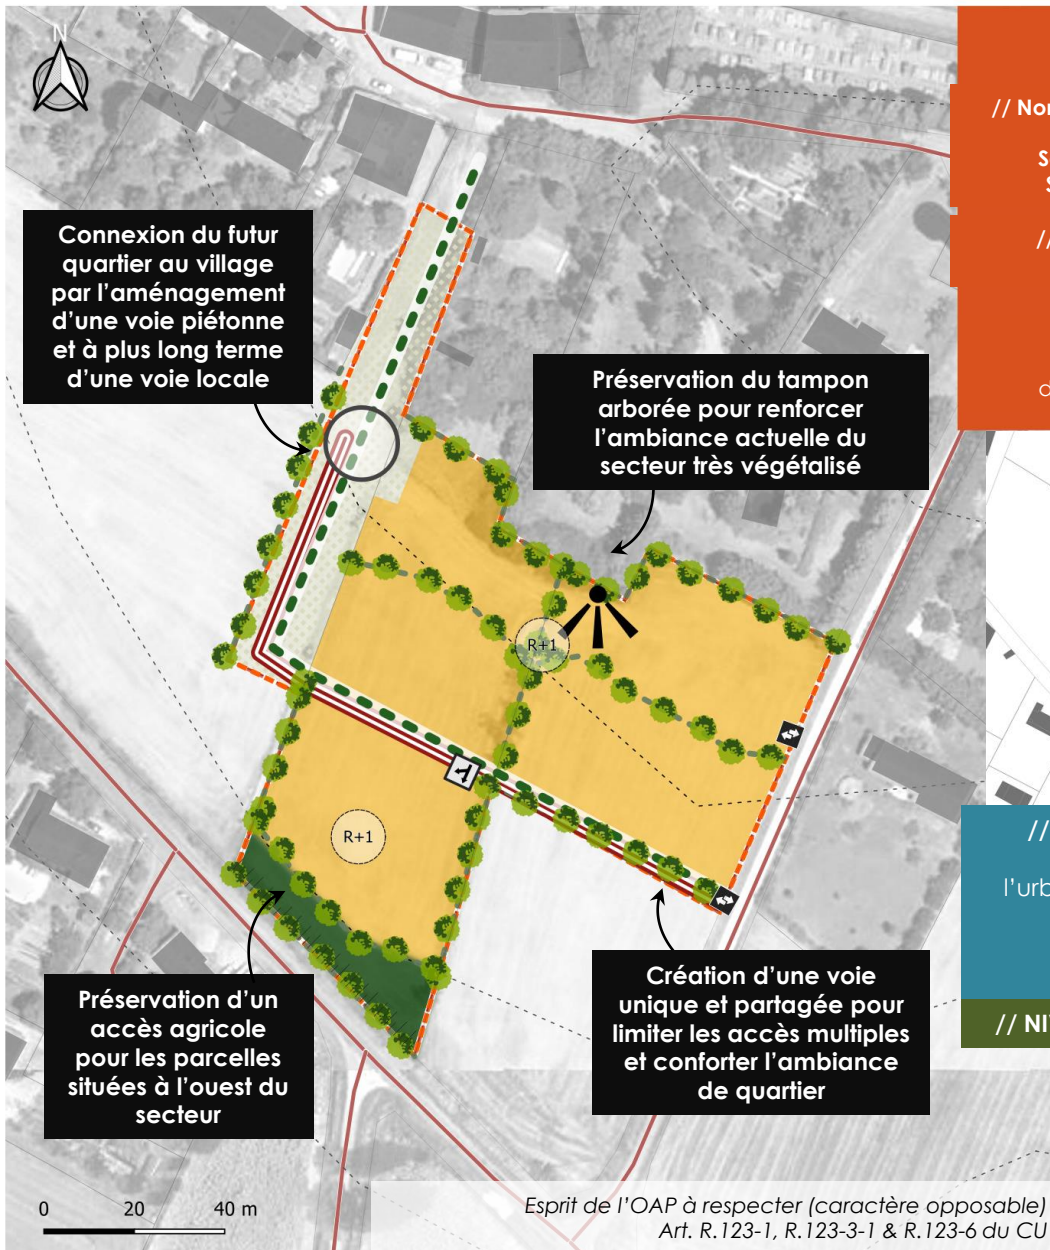 N
// Nor
S
S
//
d
Connexion du futur
quartier au village
par l’aménagement
d’une voie piétonne
et à plus long terme
d’une voie locale
Préservation du tampon
arborée pour renforcer
l’ambiance actuelle du
secteur très végétalisé
R+1
R+1
//
l’urb
// NI
Préservation d’un
accès agricole
pour les parcelles
situées à l’ouest du
secteur
Création d’une voie
unique et partagée pour
limiter les accès multiples
et conforter l’ambiance
de quartier
0 20 40 m
Esprit de l’OAP à respecter (caractère opposable)
Art. R.123-1, R.123-3-1 & R.123-6 du CU